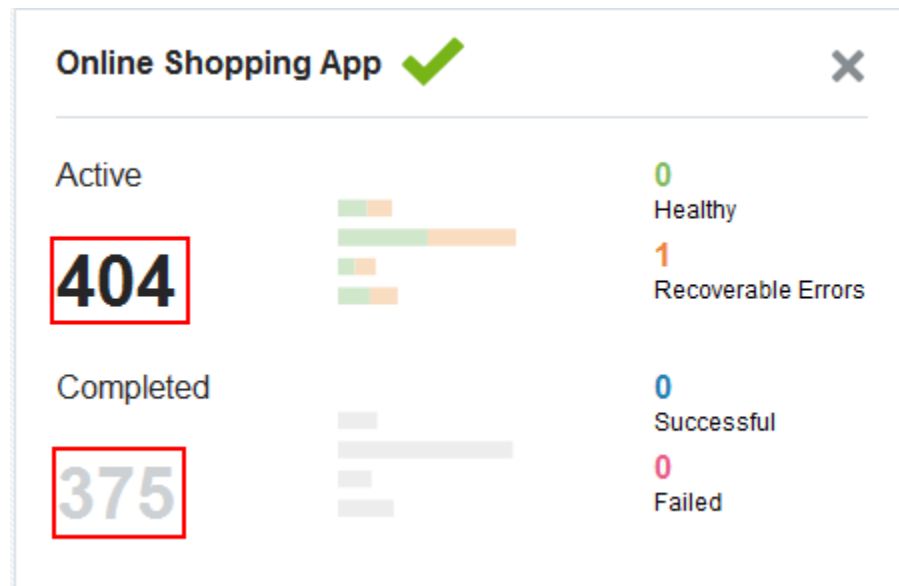 Online Shopping App
Active
404
0
Healthy
1
Recoverable Errors
Completed
375
0
Successful
0
Failed